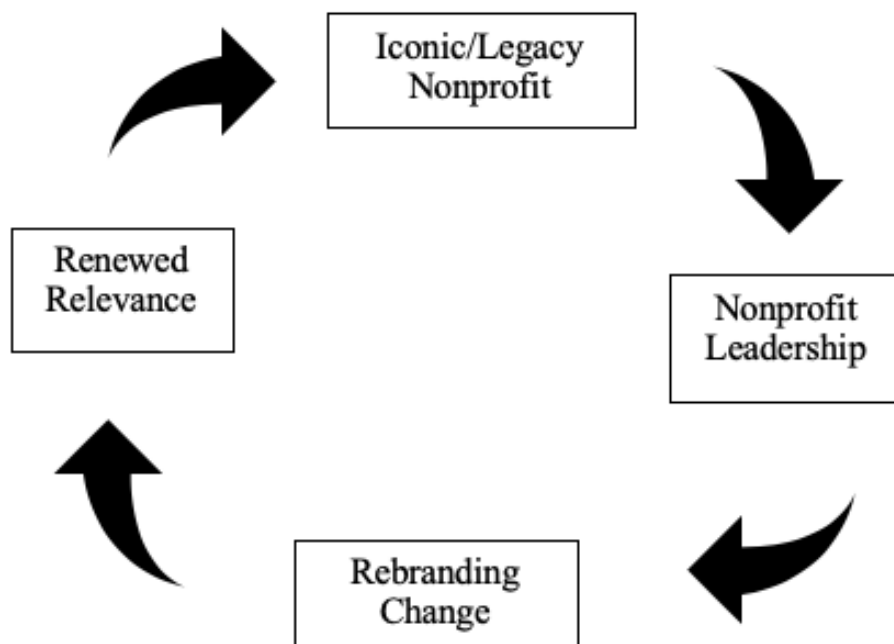 Iconic/Legacy
Nonprofit
Renewed
Relevance
Nonprofit
Leadership
Rebranding
Change